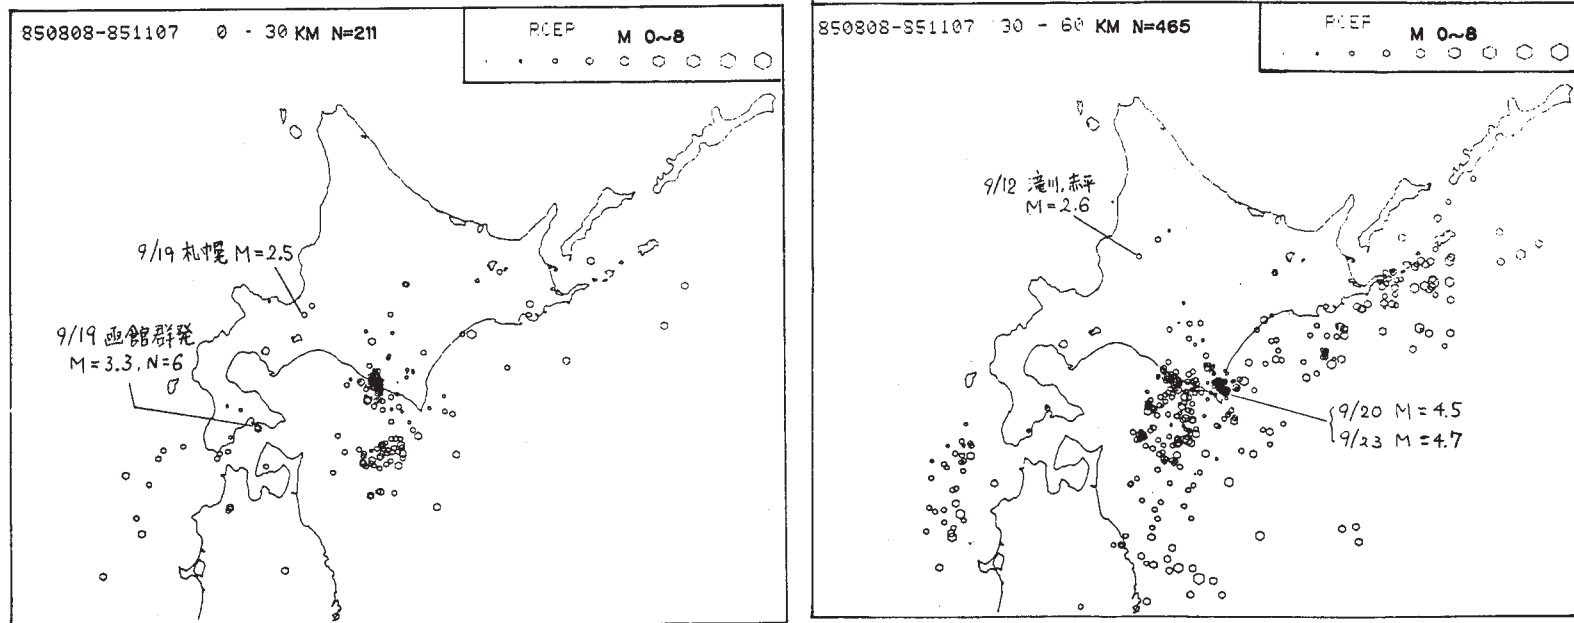 850808-851107 0 - 30 KM N=211
RCEP M 0~8
9/19 札幌 M=2.5
9/19 函館群発
M=3.3, N=6
850808-851107 30 - 60 KM N=465
RCEP M 0~8
9/12 滝川,赤平
M=2.6
9/20 M=4.5
9/23 M=4.7